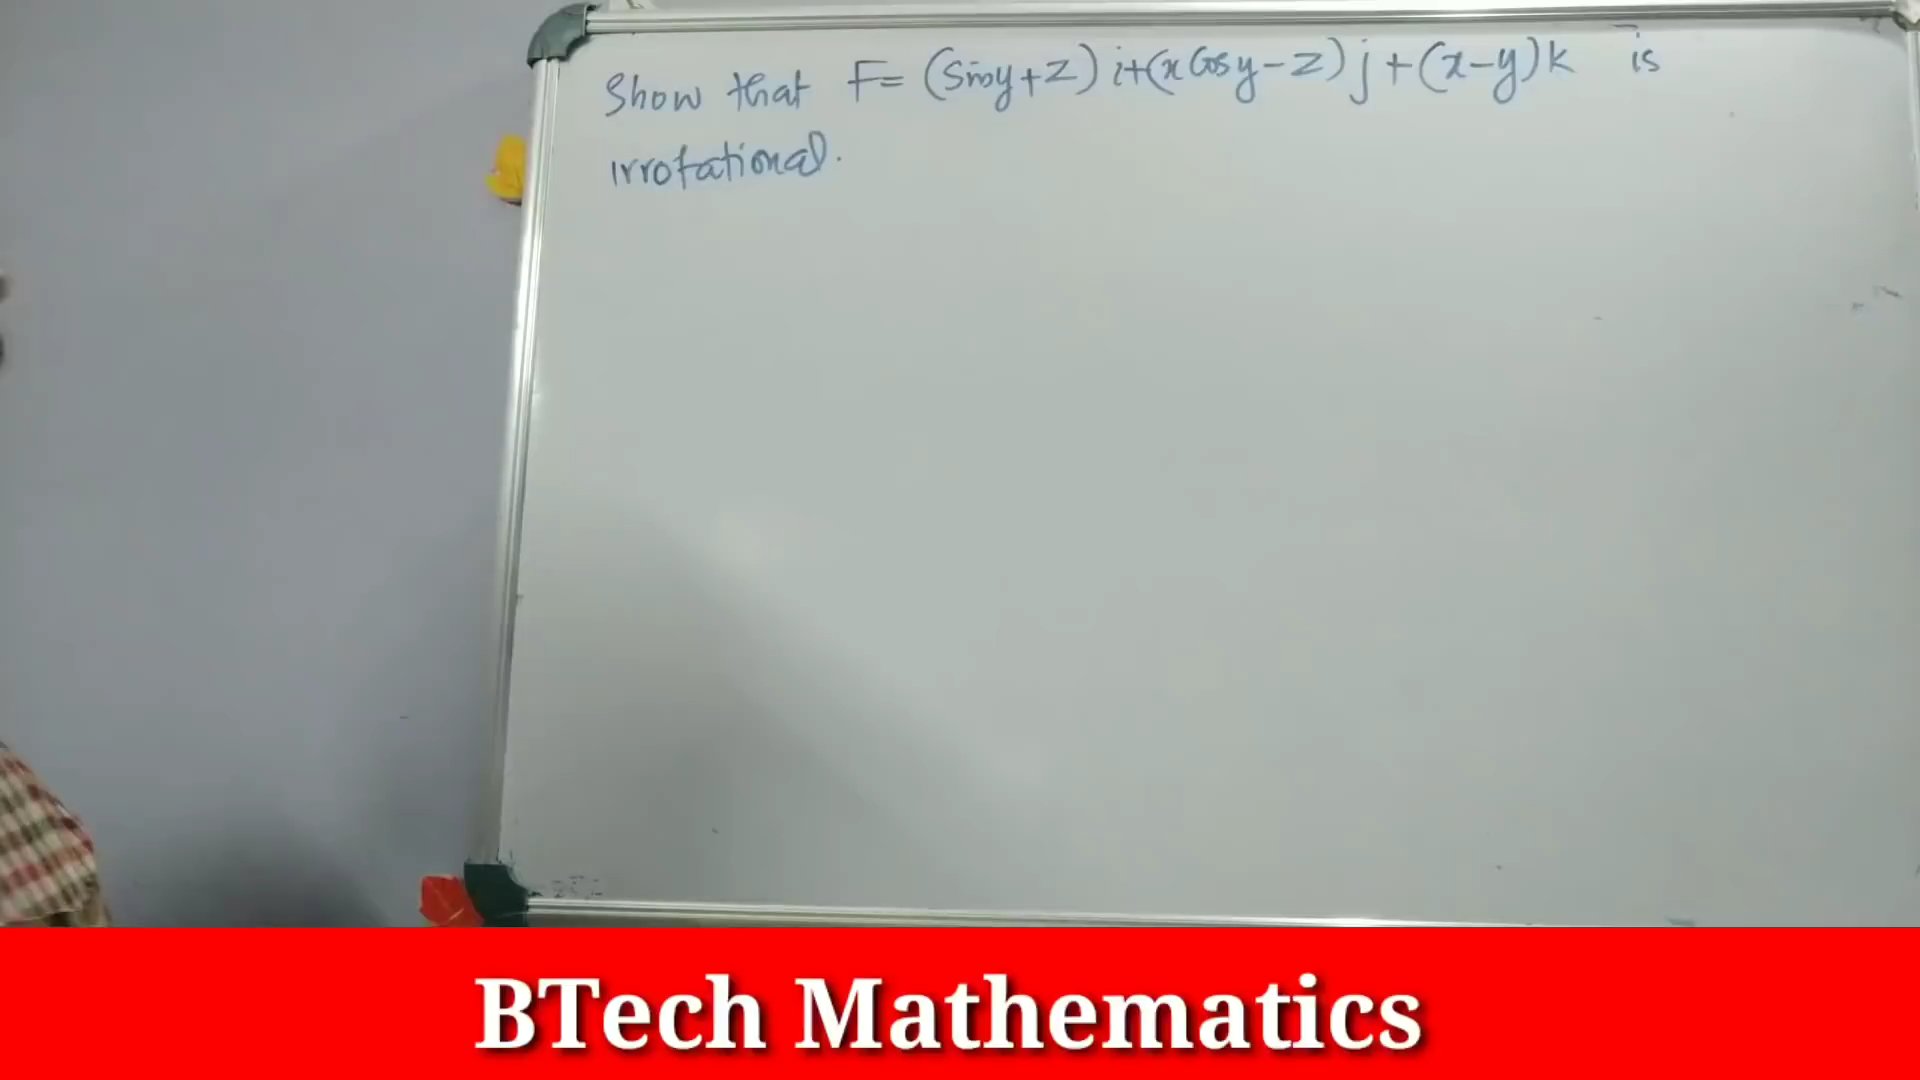 Show that F = (Siny+z) i+(x Cosy-z) j + (x-y) k is
irrotational.
BTech Mathematics